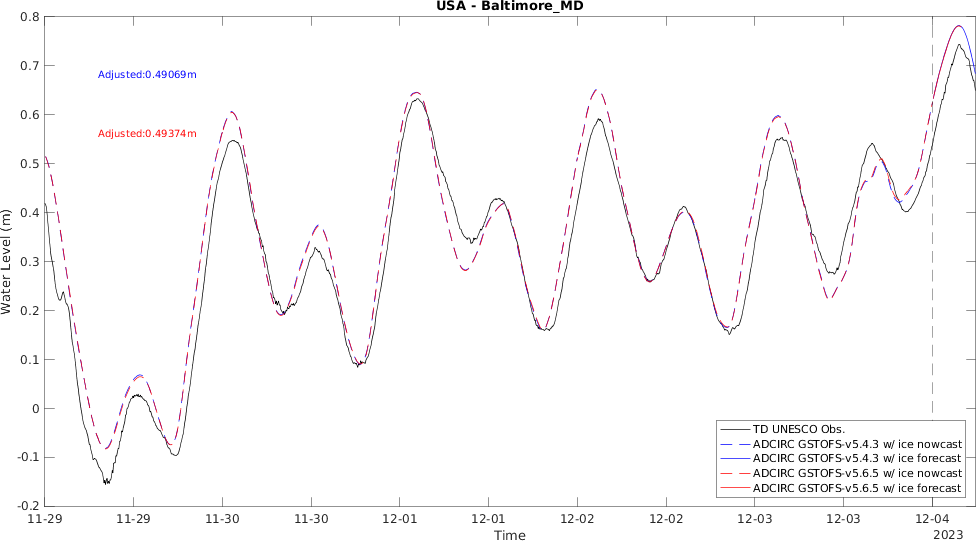 USA - Baltimore_MD
0.8
0.7
0.6
0.5
0.4
0.3
0.2
0.1
0
-0.1
-0.2
Water Level (m)
Adjusted:0.49069m
Adjusted:0.49374m
TD UNESCO Obs.
ADCIRC GSTOFS-v5.4.3 w/ ice nowcast
ADCIRC GSTOFS-v5.4.3 w/ ice forecast
ADCIRC GSTOFS-v5.6.5 w/ ice nowcast
ADCIRC GSTOFS-v5.6.5 w/ ice forecast
11-29 11-29 11-30 11-30 12-01 12-01 12-02 12-02 12-03 12-03 12-04
2023
Time